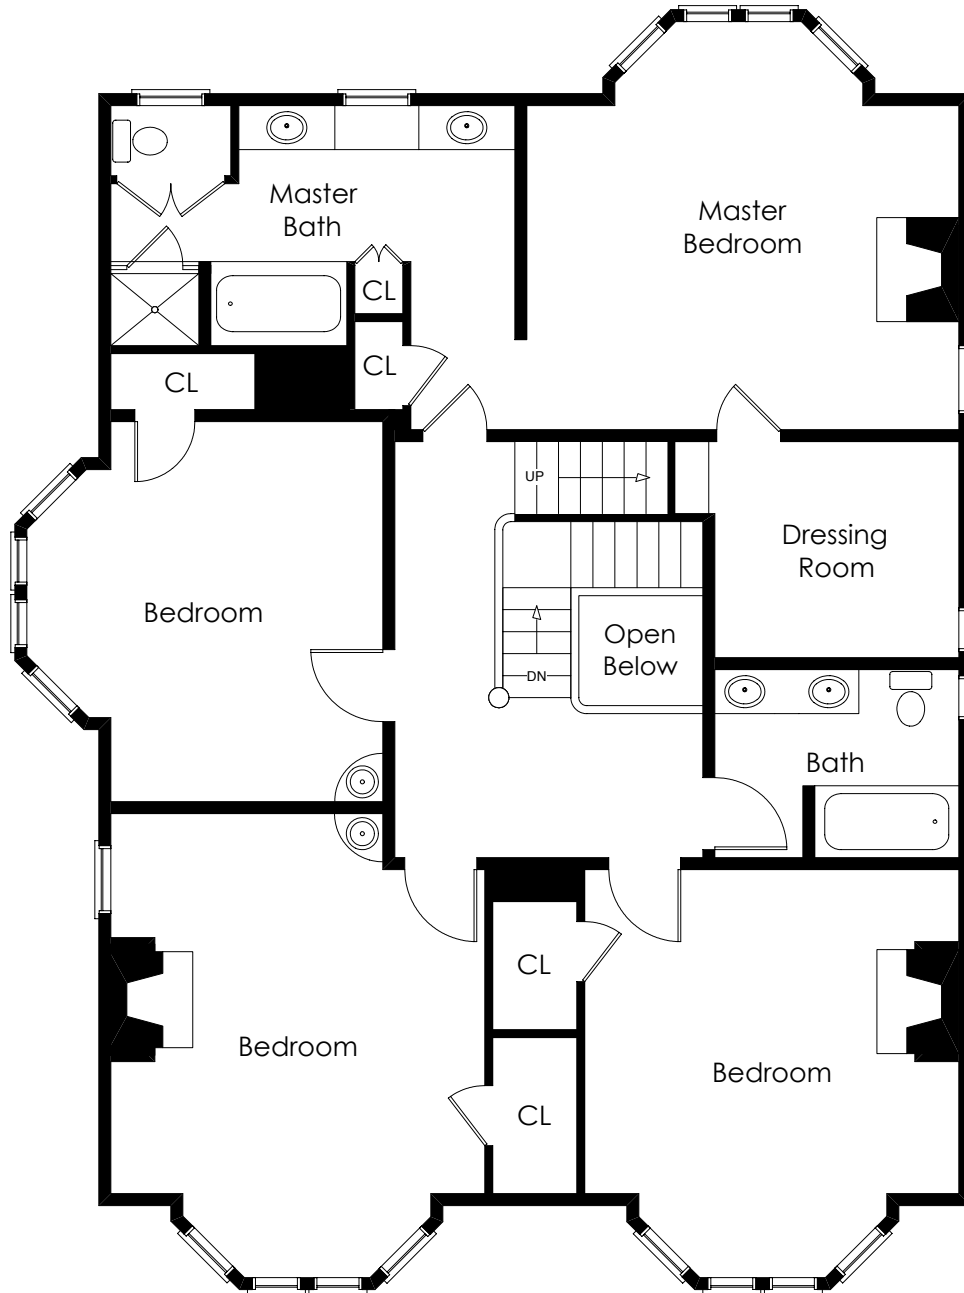 Master
Bath
Master
Bedroom
CL
CL
CL
UP
Dressing
Room
Bedroom
Open
Below
DN
Bath
CL
Bedroom
Bedroom
CL